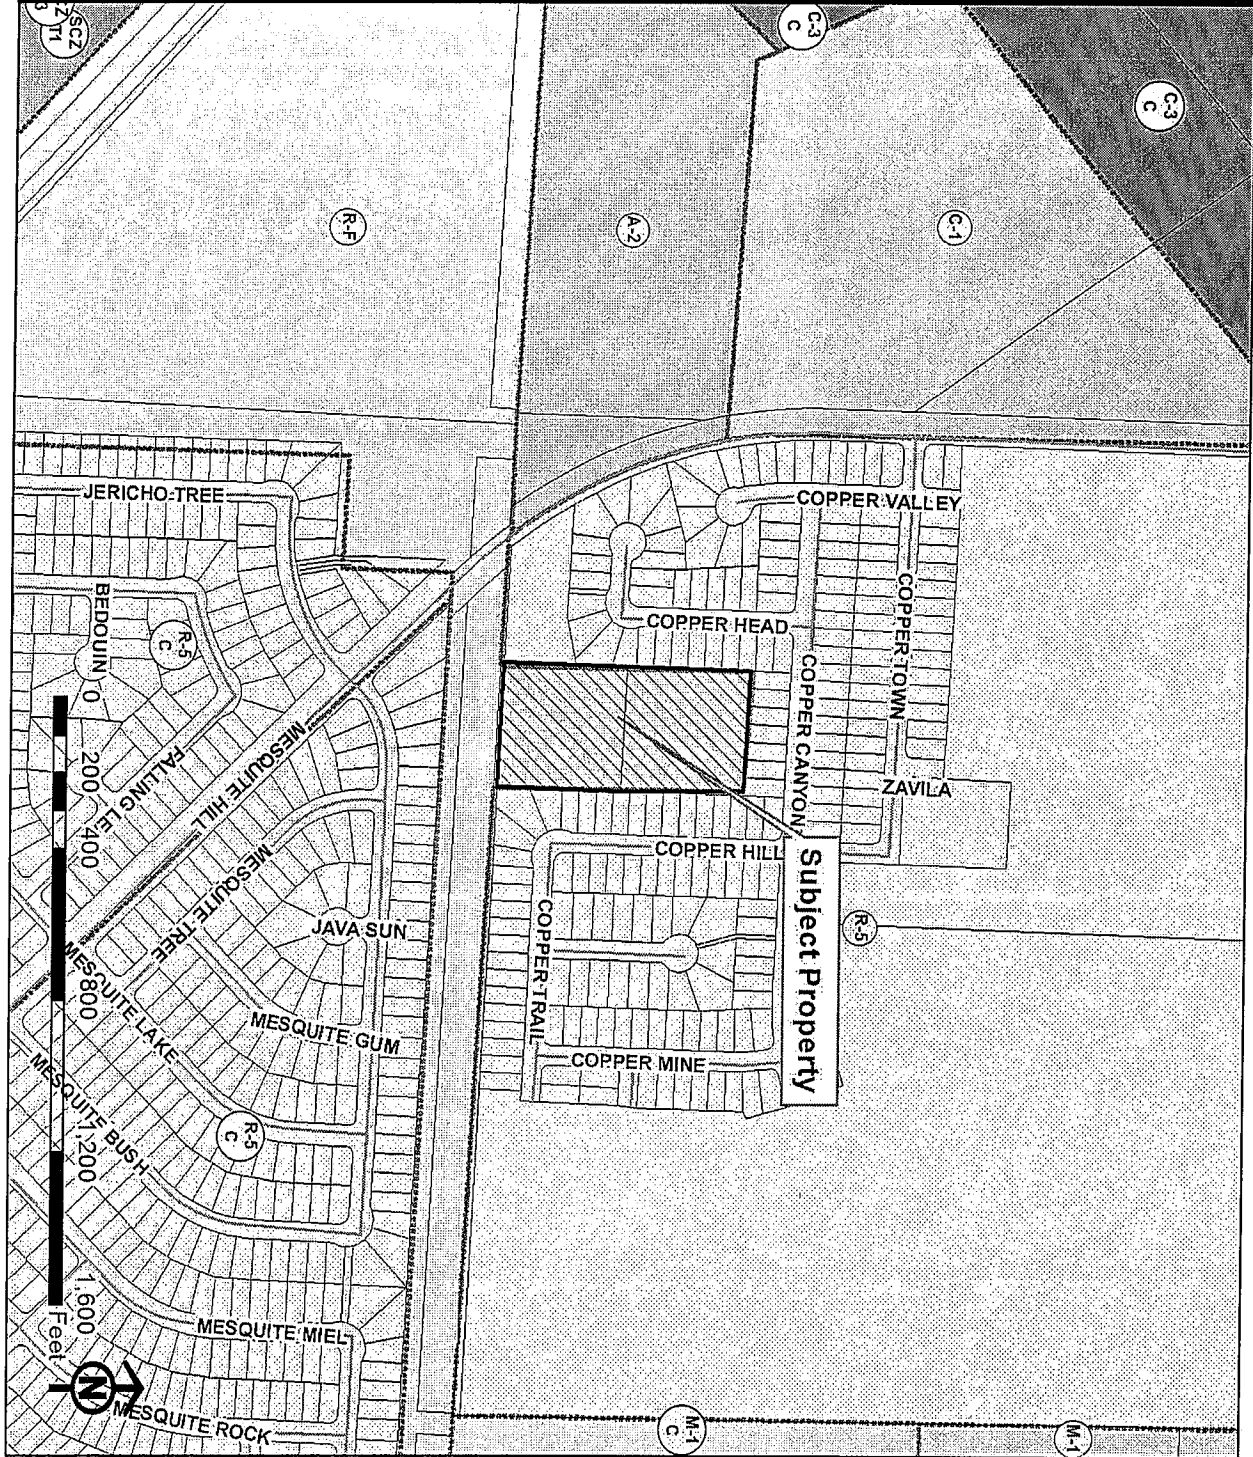 SCZ
T1
Z
3
C-3
C
C-3
C
R-F
A-2
C-1
JERICHO TREE
COPPER VALLEY
BEDOUIN
R-5
C
COPPER HEAD
COPPER TOWN
COPPER CANYON
ZAVILA
MESQUITE HILL
COPPER HILL
Subject Property
R-5
MESQUITE TREE
JAVA SUN
COPPER TRAIL
MESQUITE LAKE
MESQUITE GUM
COPPER MINE
MESQUITE BUSH
R-5
C
MESQUITE MIEL
MESQUITE ROCK
M-1
C
M-1
0
200
400
800
1,200
1,600
Feet
N